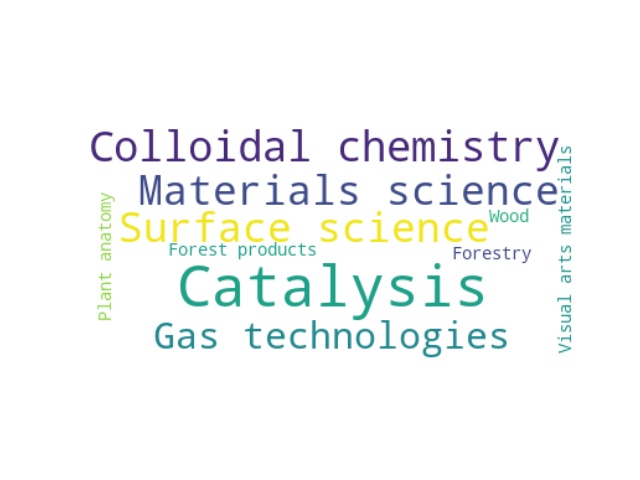 Colloidal chemistry
Materials science
Surface science
Wood
Forest products
Forestry
Catalysis
Gas technologies
Plant anatomy
Visual arts materials